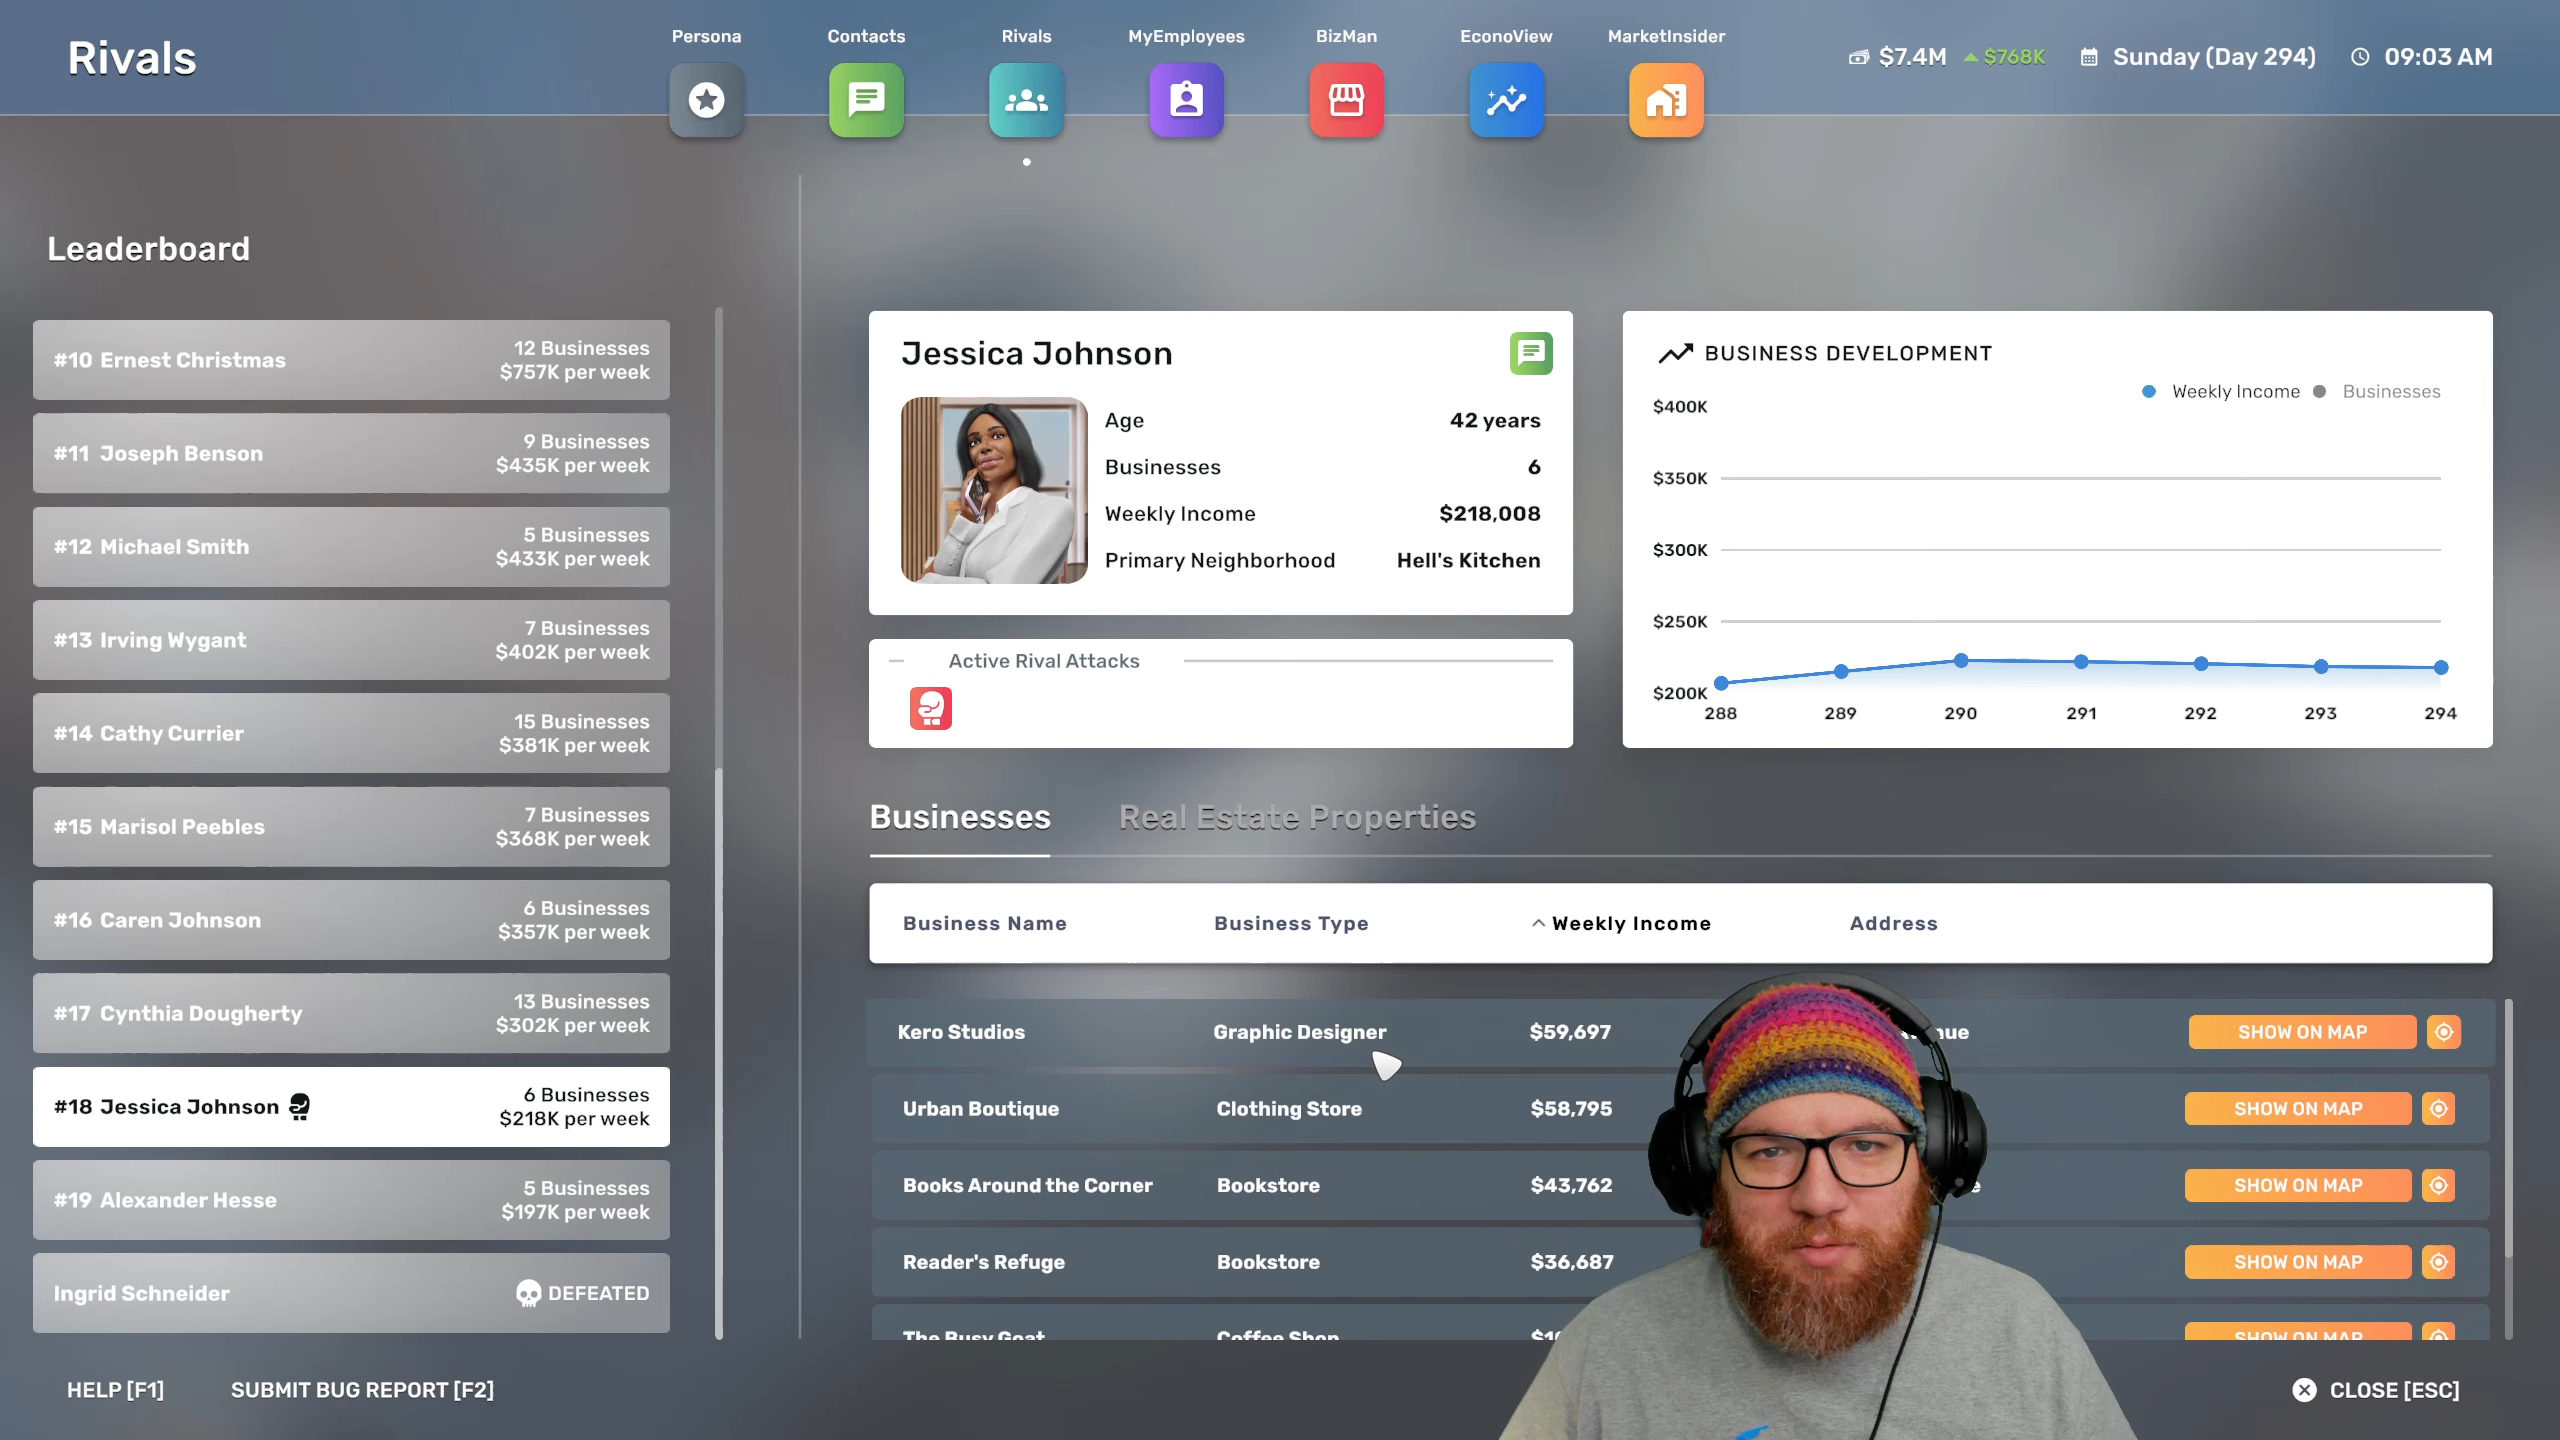 Rivals
Persona
Contacts
Rivals
MyEmployees
BizMan
EconoView
MarketInsider
$7.4M
$768K
Sunday (Day 294)
09:03 AM
Leaderboard
#10 Ernest Christmas
12 Businesses
$757K per week
#11 Joseph Benson
9 Businesses
$435K per week
#12 Michael Smith
5 Businesses
$433K per week
#13 Irving Wygant
7 Businesses
$402K per week
#14 Cathy Currier
15 Businesses
$381K per week
#15 Marisol Peebles
7 Businesses
$368K per week
#16 Caren Johnson
6 Businesses
$357K per week
#17 Cynthia Dougherty
13 Businesses
$302K per week
#18 Jessica Johnson
6 Businesses
$218K per week
#19 Alexander Hesse
5 Businesses
$197K per week
Ingrid Schneider
DEFEATED
Jessica Johnson
Age 42 years
Businesses 6
Weekly Income $218,008
Primary Neighborhood Hell's Kitchen
Active Rival Attacks
BUSINESS DEVELOPMENT
Weekly Income Businesses
$400K
$350K
$300K
$250K
$200K
288 289 290 291 292 293 294
Businesses Real Estate Properties
Business Name Business Type Weekly Income Address
Kero Studios Graphic Designer $59,697 SHOW ON MAP
Urban Boutique Clothing Store $58,795 SHOW ON MAP
Books Around the Corner Bookstore $43,762 SHOW ON MAP
Reader's Refuge Bookstore $36,687 SHOW ON MAP
The Busy Goat Coffee Shop SHOW ON MAP
HELP [F1] SUBMIT BUG REPORT [F2] CLOSE [ESC]